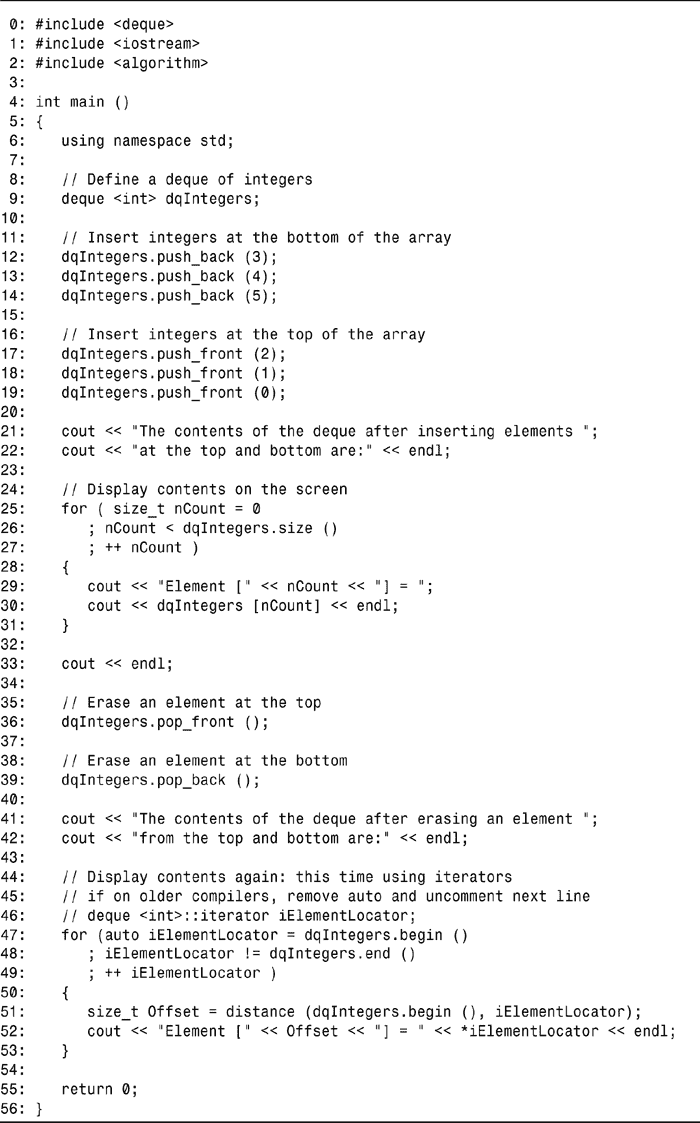 0: #include <deque>
1: #include <iostream>
2: #include <algorithm>
3:
4: int main ()
5: {
6:    using namespace std;
7:
8:    // Define a deque of integers
9:    deque <int> dqIntegers;
10:
11:    // Insert integers at the bottom of the array
12:    dqIntegers.push_back (3);
13:    dqIntegers.push_back (4);
14:    dqIntegers.push_back (5);
15:
16:    // Insert integers at the top of the array
17:    dqIntegers.push_front (2);
18:    dqIntegers.push_front (1);
19:    dqIntegers.push_front (0);
20:
21:    cout << "The contents of the deque after inserting elements ";
22:    cout << "at the top and bottom are:" << endl;
23:
24:    // Display contents on the screen
25:    for ( size_t nCount = 0
26:       ; nCount < dqIntegers.size ()
27:       ; ++ nCount )
28:    {
29:       cout << "Element [" << nCount << "] = ";
30:       cout << dqIntegers [nCount] << endl;
31:    }
32:
33:    cout << endl;
34:
35:    // Erase an element at the top
36:    dqIntegers.pop_front ();
37:
38:    // Erase an element at the bottom
39:    dqIntegers.pop_back ();
40:
41:    cout << "The contents of the deque after erasing an element ";
42:    cout << "from the top and bottom are:" << endl;
43:
44:    // Display contents again: this time using iterators
45:    // if on older compilers, remove auto and uncomment next line
46:    // deque <int>::iterator iElementLocator;
47:    for (auto iElementLocator = dqIntegers.begin ()
48:       ; iElementLocator != dqIntegers.end ()
49:       ; ++ iElementLocator )
50:    {
51:       size_t Offset = distance (dqIntegers.begin (), iElementLocator);
52:       cout << "Element [" << Offset << "] = " << *iElementLocator << endl;
53:    }
54:
55:    return 0;
56: }